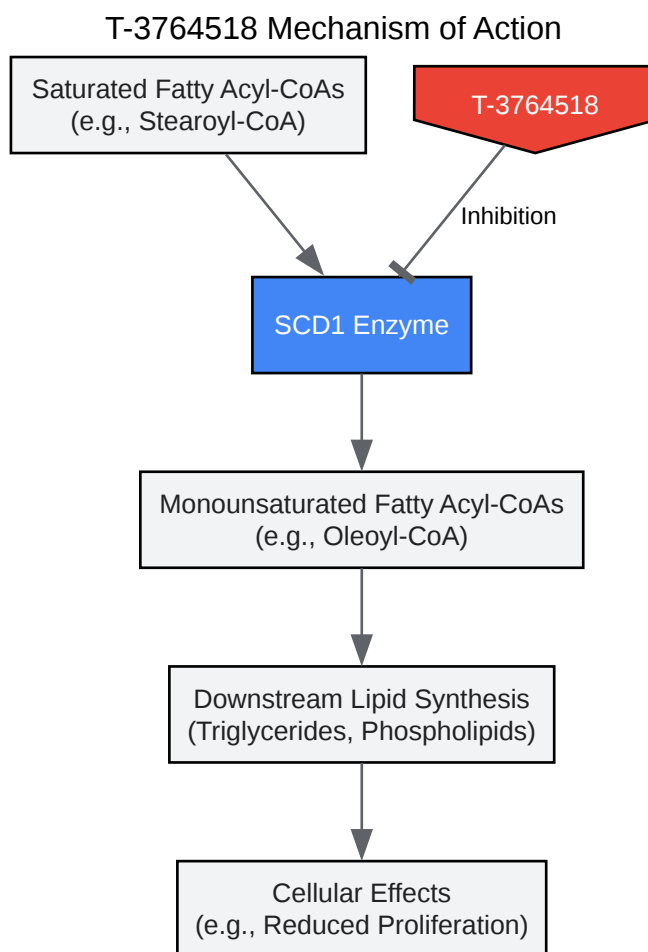 T-3764518 Mechanism of Action
Saturated Fatty Acyl-CoAs
(e.g., Stearoyl-CoA)
T-3764518
Inhibition
SCD1 Enzyme
Monounsaturated Fatty Acyl-CoAs
(e.g., Oleoyl-CoA)
Downstream Lipid Synthesis
(Triglycerides, Phospholipids)
Cellular Effects
(e.g., Reduced Proliferation)